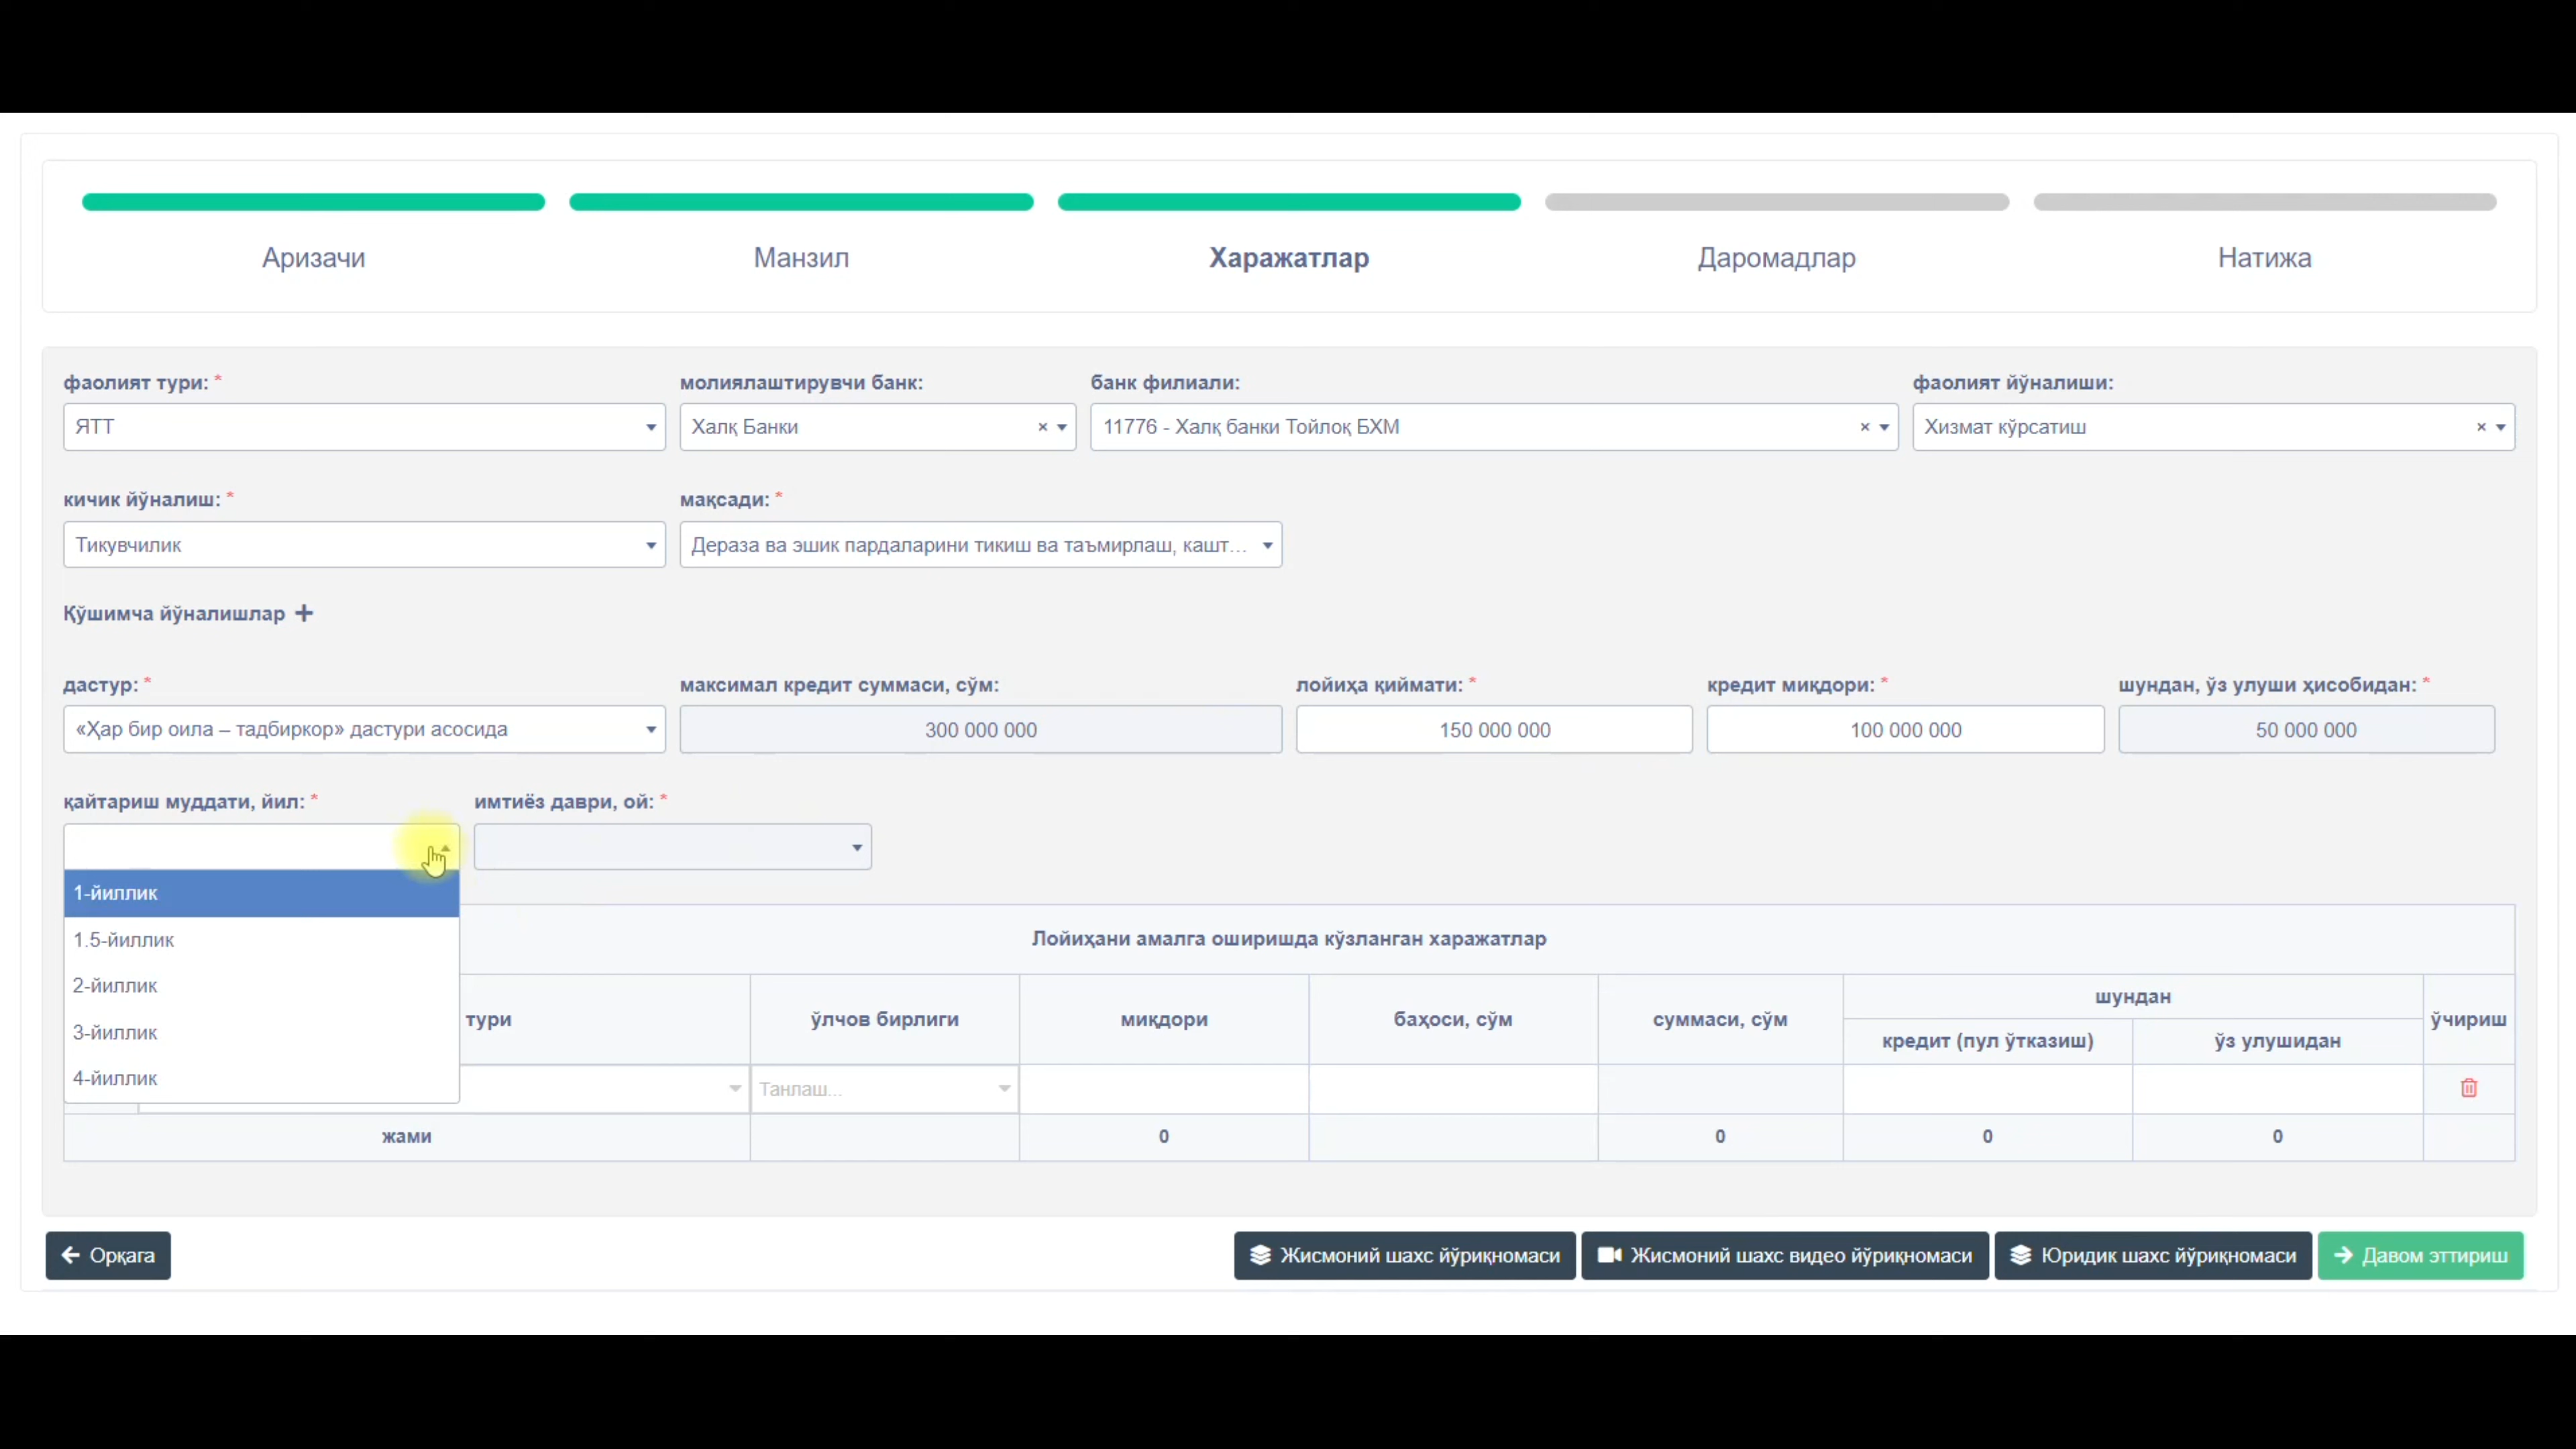 Аризачи Манзил Харажатлар Даромадлар Натижа
фаолият тури: * молиялаштирувчи банк: банк филиали: фаолият йўналиши:
ЯТТ Халқ Банки × 11776 - Халқ банки Тойлоқ БХМ × Хизмат кўрсатиш ×
кичик йўналиш: * мақсади: *
Тикувчилик Дераза ва эшик пардаларини тикиш ва таъмирлаш, кашт...
Қўшимча йўналишлар +
дастур: * максимал кредит суммаси, сўм: лойиҳа қиймати: * кредит миқдори: * шундан, ўз улуши ҳисобидан: *
«Ҳар бир оила – тадбиркор» дастури асосида 300 000 000 150 000 000 100 000 000 50 000 000
қайтариш муддати, йил: * имтиёз даври, ой: *
1-йиллик
1.5-йиллик
2-йиллик
3-йиллик
4-йиллик
Лойиҳани амалга оширишда кўзланган харажатлар
тури ўлчов бирлиги миқдори баҳоси, сўм суммаси, сўм шундан ўчириш
кредит (пул ўтказиш) ўз улушидан
Танлаш...
жами 0 0 0 0
Орқага Жисмоний шахс йўриқномаси Жисмоний шахс видео йўриқномаси Юридик шахс йўриқномаси Давом эттириш